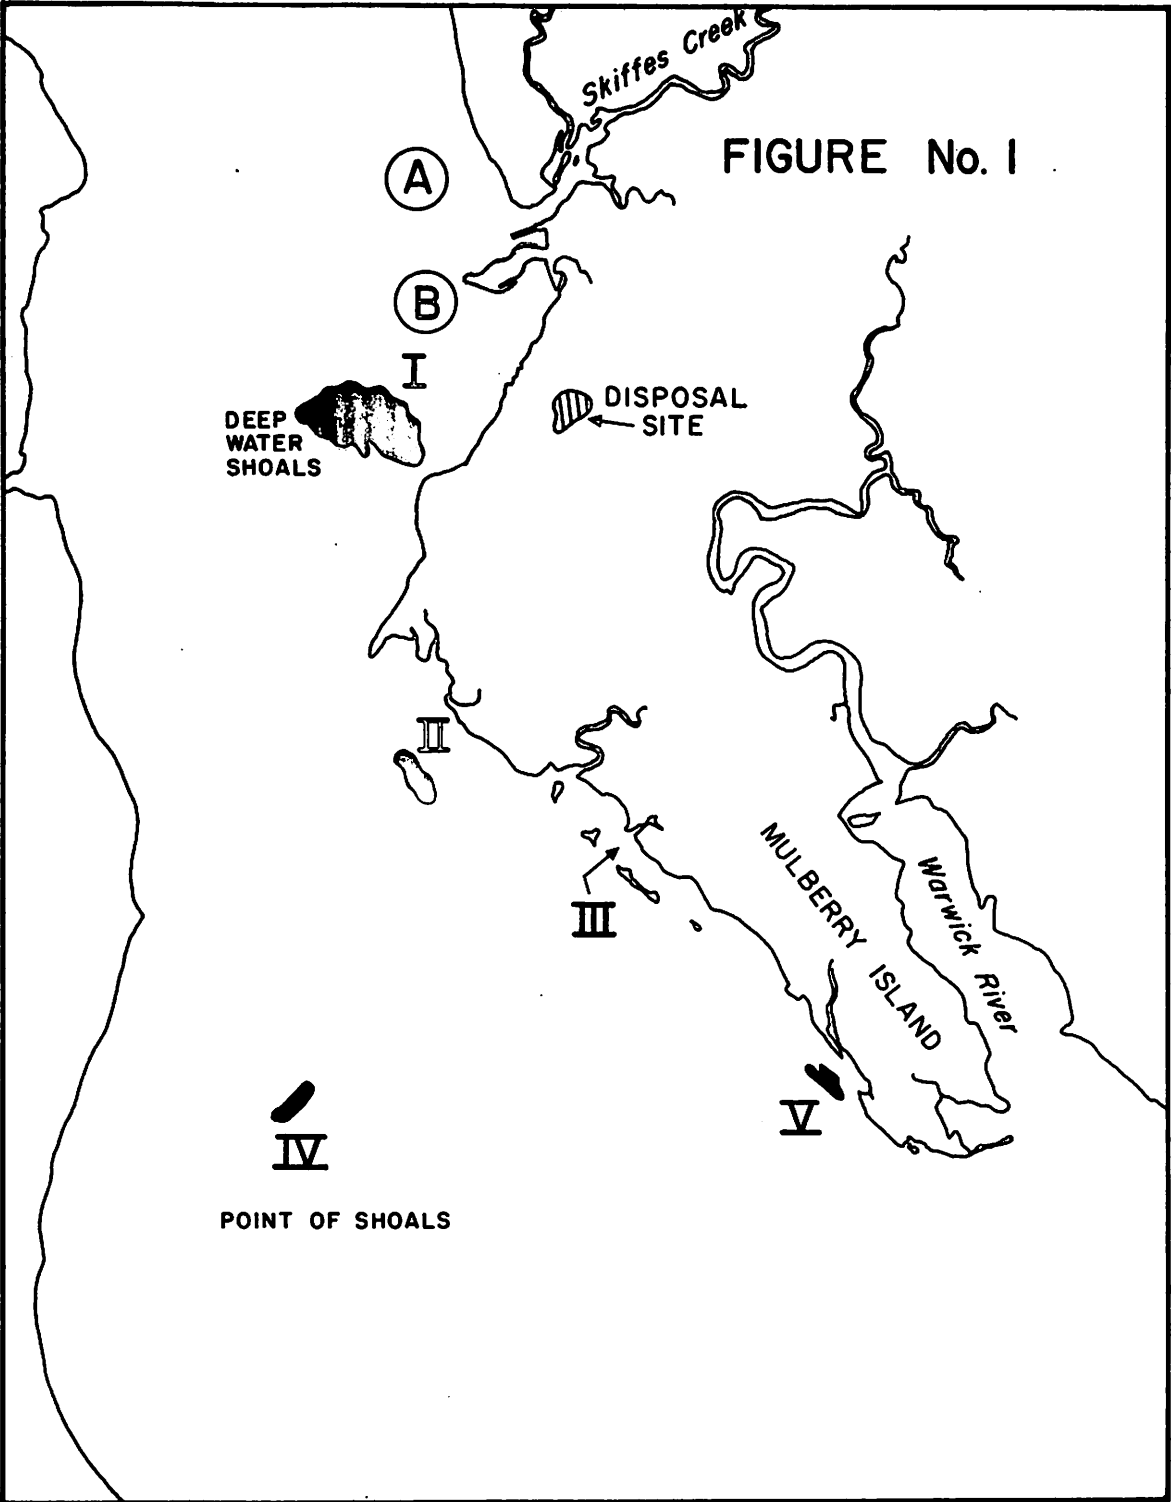 Skiffes Creek
FIGURE No. 1
A
B
I
DEEP
WATER
SHOALS
DISPOSAL
SITE
II
III
MULBERRY ISLAND
Warwick River
IV
V
POINT OF SHOALS